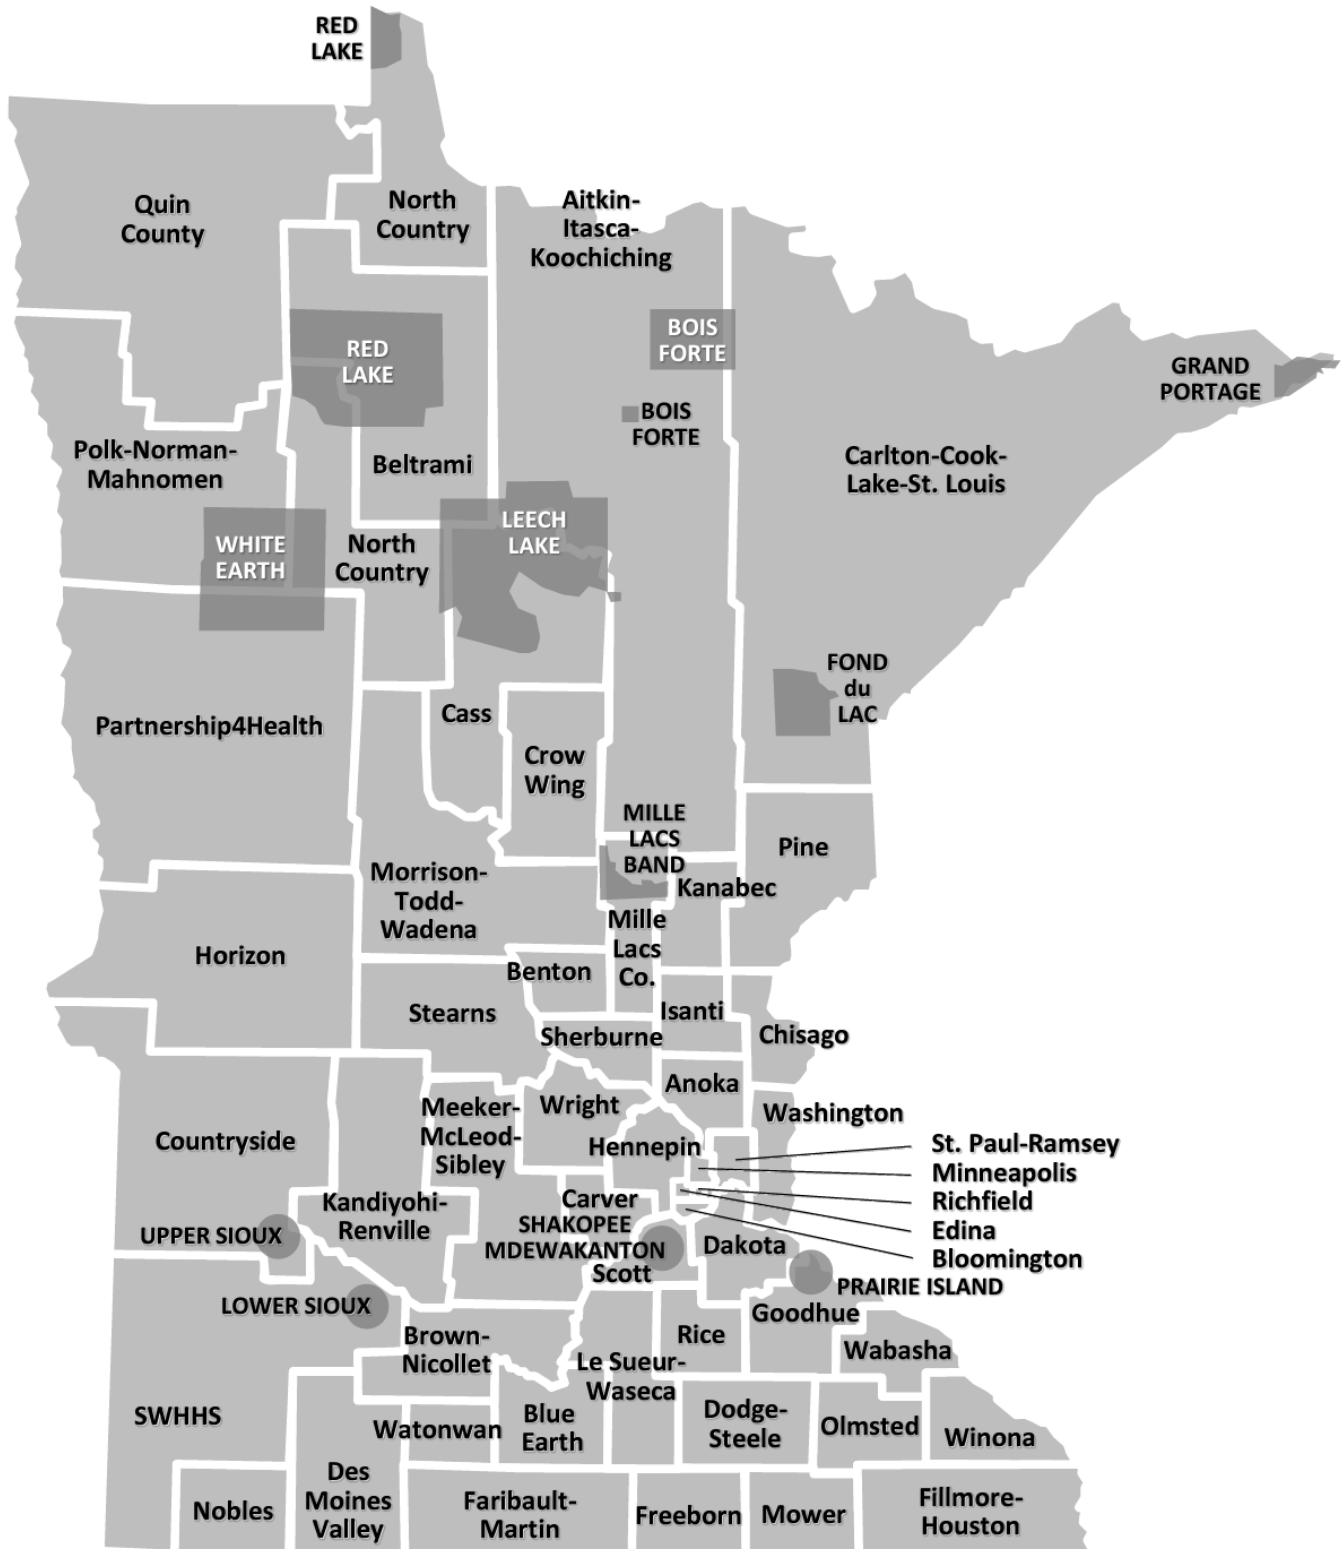 RED
LAKE
Quin
County
North
Country
Aitkin-
Itasca-
Koochiching
RED
LAKE
BOIS
FORTE
BOIS
FORTE
GRAND
PORTAGE
Polk-Norman-
Mahnomen
Beltrami
Carlton-Cook-
Lake-St. Louis
WHITE
EARTH
North
Country
LEECH
LAKE
FOND
du
LAC
Partnership4Health
Cass
Crow
Wing
MILLE
LACS
BAND
Pine
Kanabec
Morrison-
Todd-
Wadena
Mille
Lacs
Co.
Horizon
Benton
Stearns
Isanti
Sherburne
Chisago
Anoka
Wright
Washington
Meeker-
McLeod-
Sibley
Countryside
Hennepin
St. Paul-Ramsey
Minneapolis
Richfield
Edina
Bloomington
Kandiyohi-
Renville
Carver
UPPER SIOUX
SHAKOPEE
MDEWAKANTON
Scott
Dakota
PRAIRIE ISLAND
LOWER SIOUX
Goodhue
Brown-
Nicollet
Rice
Wabasha
Le Sueur-
Waseca
SWHHS
Watonwan
Blue
Earth
Dodge-
Steele
Olmsted
Winona
Nobles
Des
Moines
Valley
Faribault-
Martin
Freeborn
Mower
Fillmore-
Houston